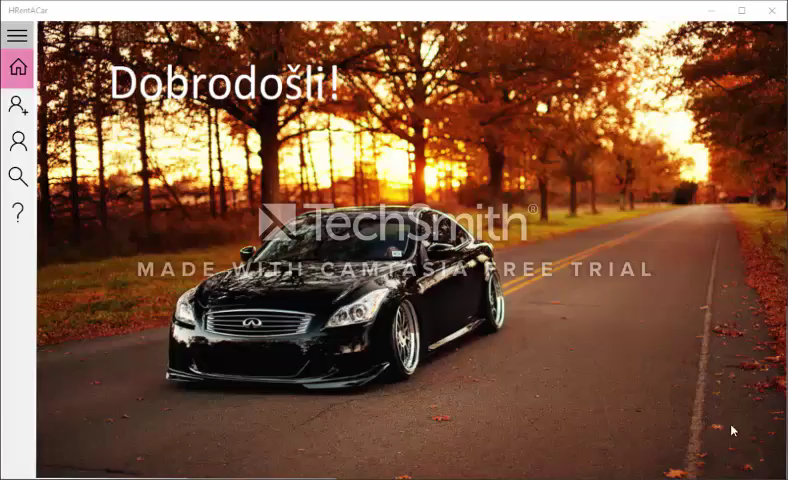 HRentACar
Dobrodošli!
TechSmith®
MADE WITH CAMTASIA FREE TRIAL